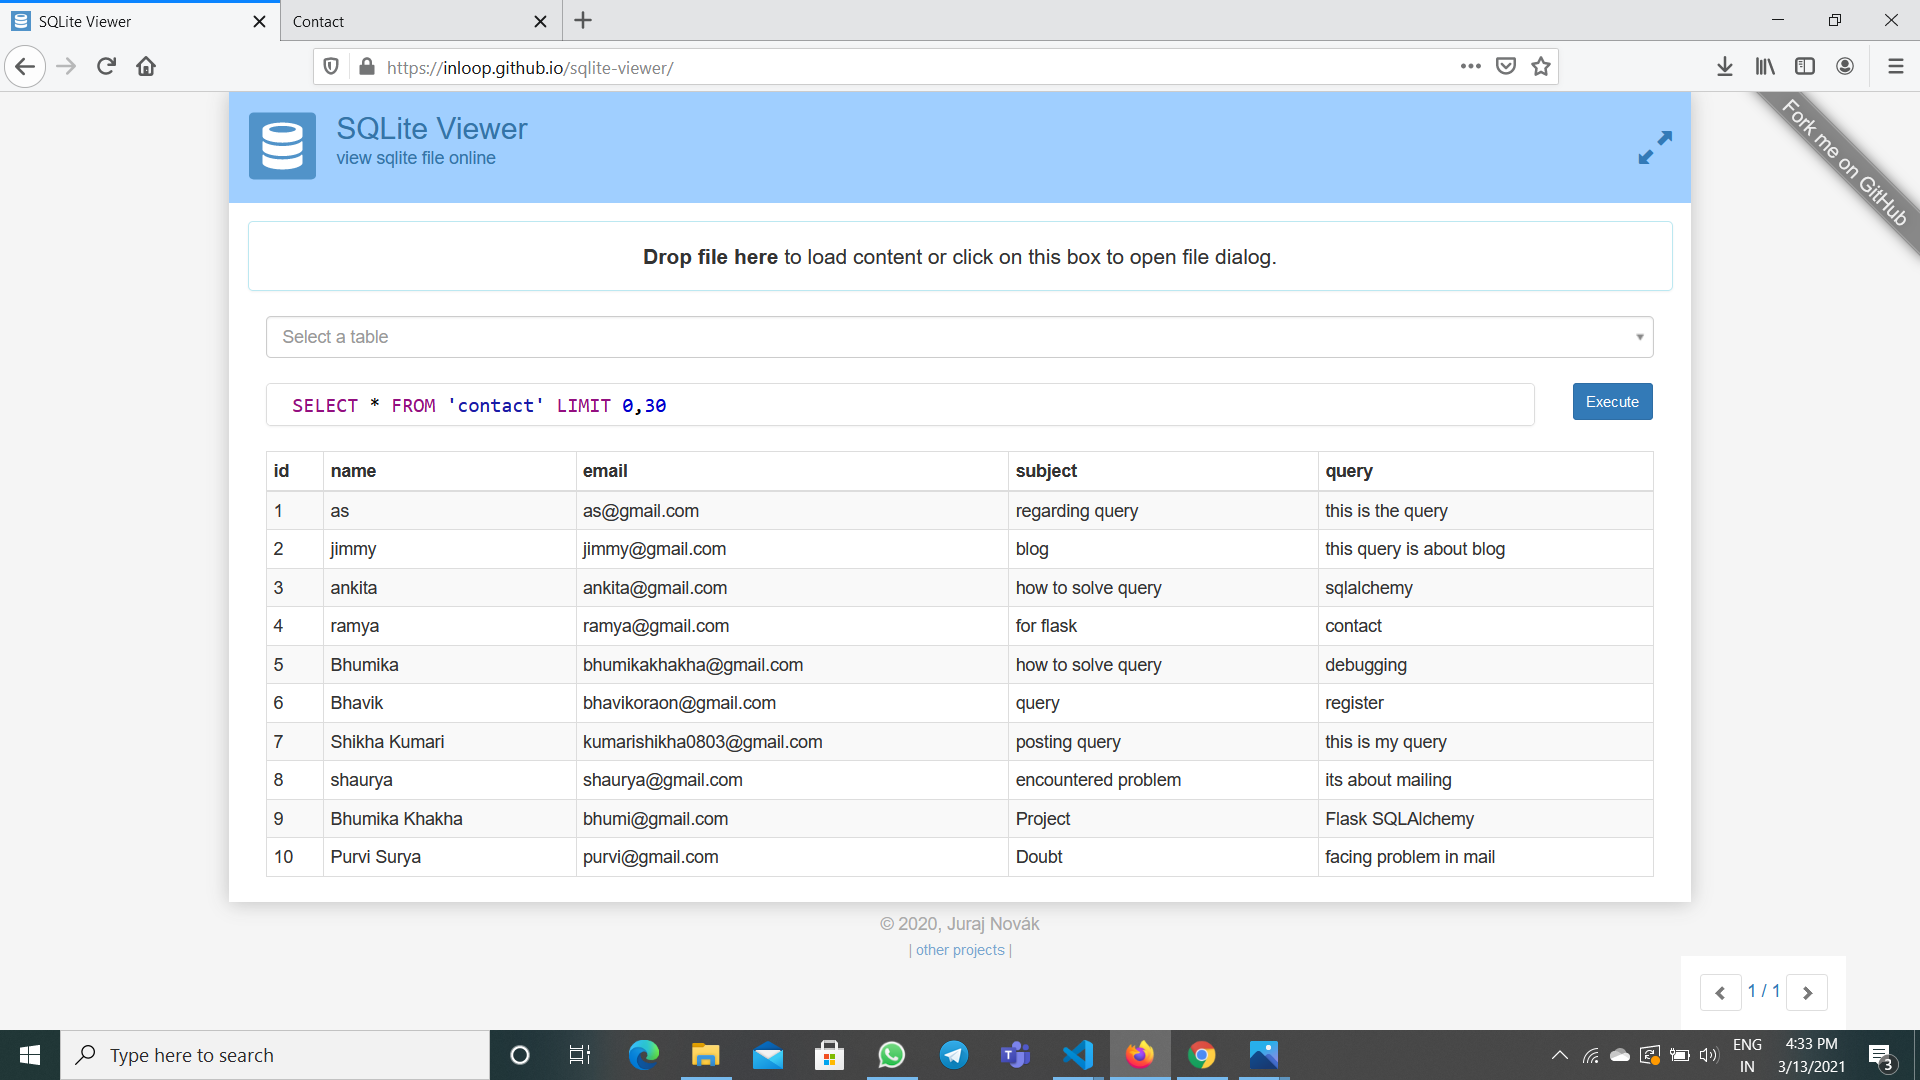 SQLite Viewer
Contact
https://inloop.github.io/sqlite-viewer/
SQLite Viewer
view sqlite file online
Fork me on GitHub
Drop file here to load content or click on this box to open file dialog.
Select a table
SELECT * FROM 'contact' LIMIT 0,30
Execute
id name email subject query
1 as as@gmail.com regarding query this is the query
2 jimmy jimmy@gmail.com blog this query is about blog
3 ankita ankita@gmail.com how to solve query sqlalchemy
4 ramya ramya@gmail.com for flask contact
5 Bhumika bhumikakhakha@gmail.com how to solve query debugging
6 Bhavik bhavikoraon@gmail.com query register
7 Shikha Kumari kumarishikha0803@gmail.com posting query this is my query
8 shaurya shaurya@gmail.com encountered problem its about mailing
9 Bhumika Khakha bhumi@gmail.com Project Flask SQLAlchemy
10 Purvi Surya purvi@gmail.com Doubt facing problem in mail
© 2020, Juraj Novák
| other projects |
1 / 1
Type here to search
ENG
IN
4:33 PM
3/13/2021
3